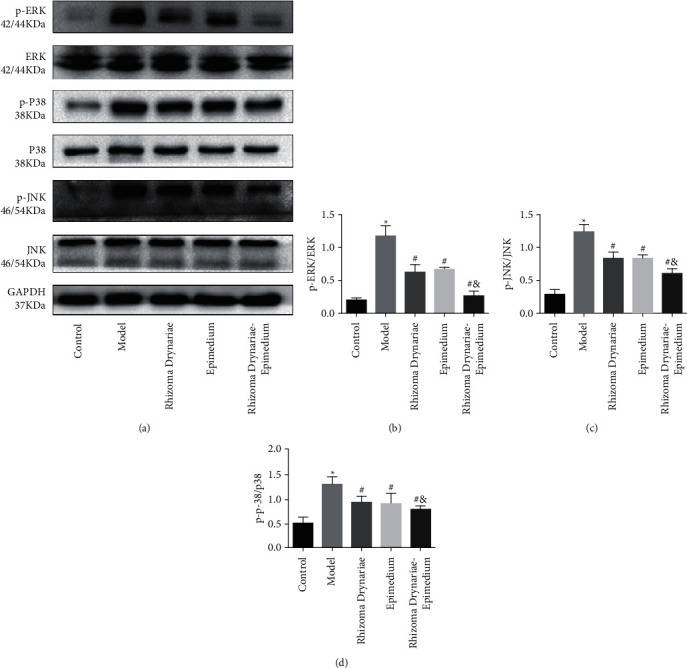 p-ERK
42/44KDa
ERK
42/44KDa
p-P38
38KDa
P38
38KDa
p-JNK
46/54KDa
JNK
46/54KDa
GAPDH
37KDa
Control
Model
Rhizoma Drynariae
Epimedium
Rhizoma Drynariae-
Epimedium
(a)
p-ERK/ERK
1.5
1.0
0.5
0.0
*
#
#
#&
Control
Model
Rhizoma Drynariae
Epimedium
Rhizoma Drynariae-
Epimedium
(b)
p-JNK/JNK
1.5
1.0
0.5
0.0
*
#
#
#&
Control
Model
Rhizoma Drynariae
Epimedium
Rhizoma Drynariae-
Epimedium
(c)
p-p-38/p38
2.0
1.5
1.0
0.5
0.0
*
#
#
#&
Control
Model
Rhizoma Drynariae
Epimedium
Rhizoma Drynariae-
Epimedium
(d)